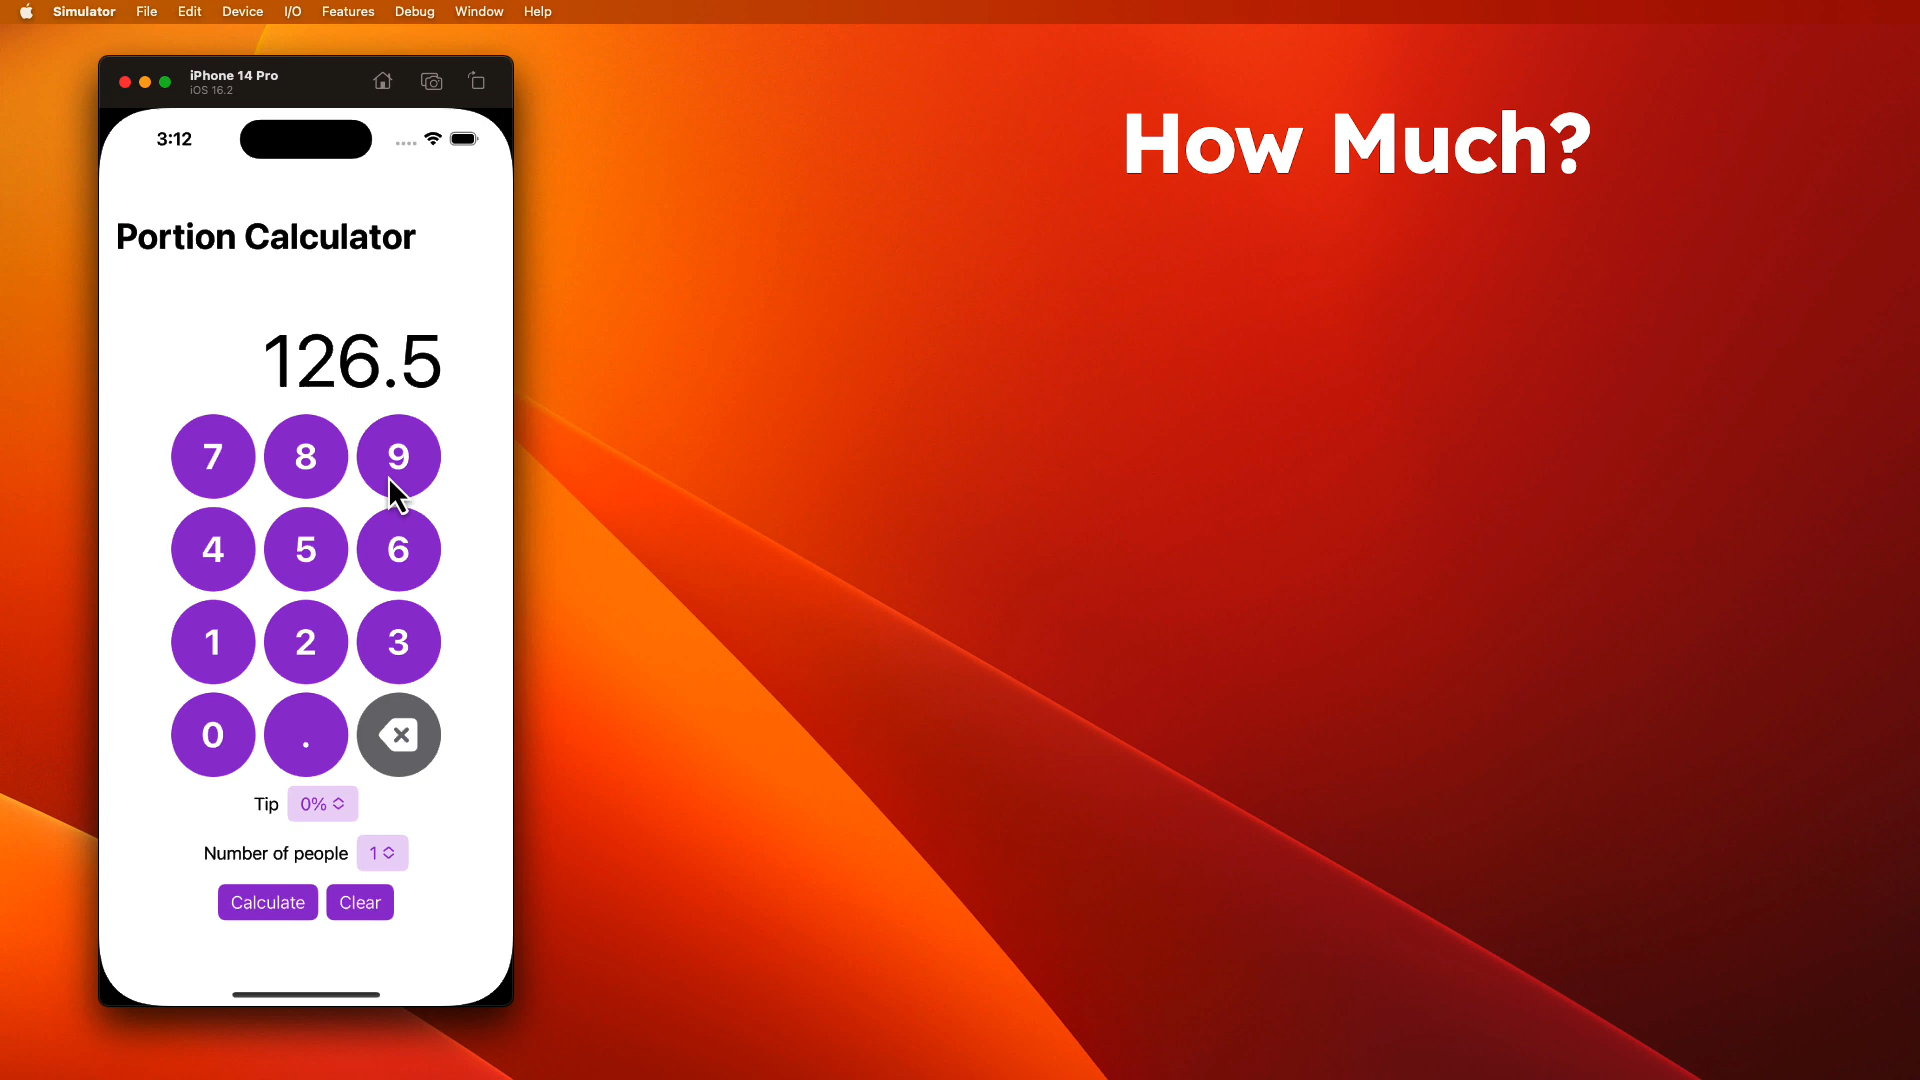 Simulator File Edit Device I/O Features Debug Window Help
iPhone 14 Pro
iOS 16.2
3:12
How Much?
Portion Calculator
126.5
7 8 9
4 5 6
1 2 3
0 .
Tip 0%
Number of people 1
Calculate Clear